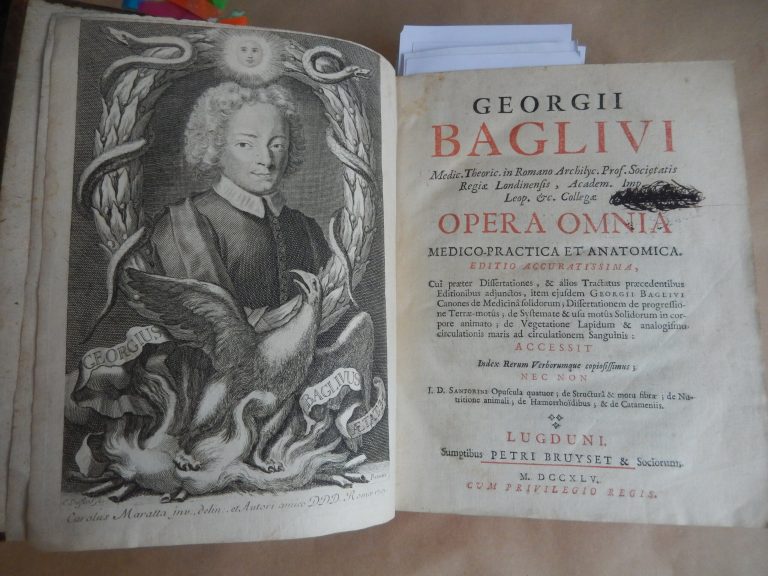 GEORGIUS
BAGLIVUS
Carolus Maratta inv. delin. et Autori amico D.D.D. Romæ
GEORGII
BAGLIVI
Medic. Theoric. in Romano Archilyc. Prof. Societatis
Regiæ Londinensis, Academ. Imp.
Leop. &c. Collegæ
OPERA OMNIA
MEDICO-PRACTICA ET ANATOMICA.
EDITIO ACCURATISSIMA,
Cui præter Dissertationes, & alios Tractatus præcedentibus
Editionibus adjunctos, item ejusdem GEORGII BAGLIVI
Canones de Medicinâ solidorum, Dissertationem de progressio-
ne Terræ-motûs; de Systemate & usu motûs Solidorum in cor-
pore animato; de Vegetatione Lapidum & analogismo
circulationis maris ad circulationem Sanguinis:
ACCESSIT
Index Rerum Verborumque copiosissimus;
NEC NON
J. D. SANTORINI Opuscula quatuor; de Structurâ & motu fibræ; de Nu-
tritione animali; de Hæmorrhoïdibus; & de Catameniis.
LUGDUNI,
Sumptibus PETRI BRUYSET & Sociorum.
M. DCCXLV.
CUM PRIVILEGIO REGIS.